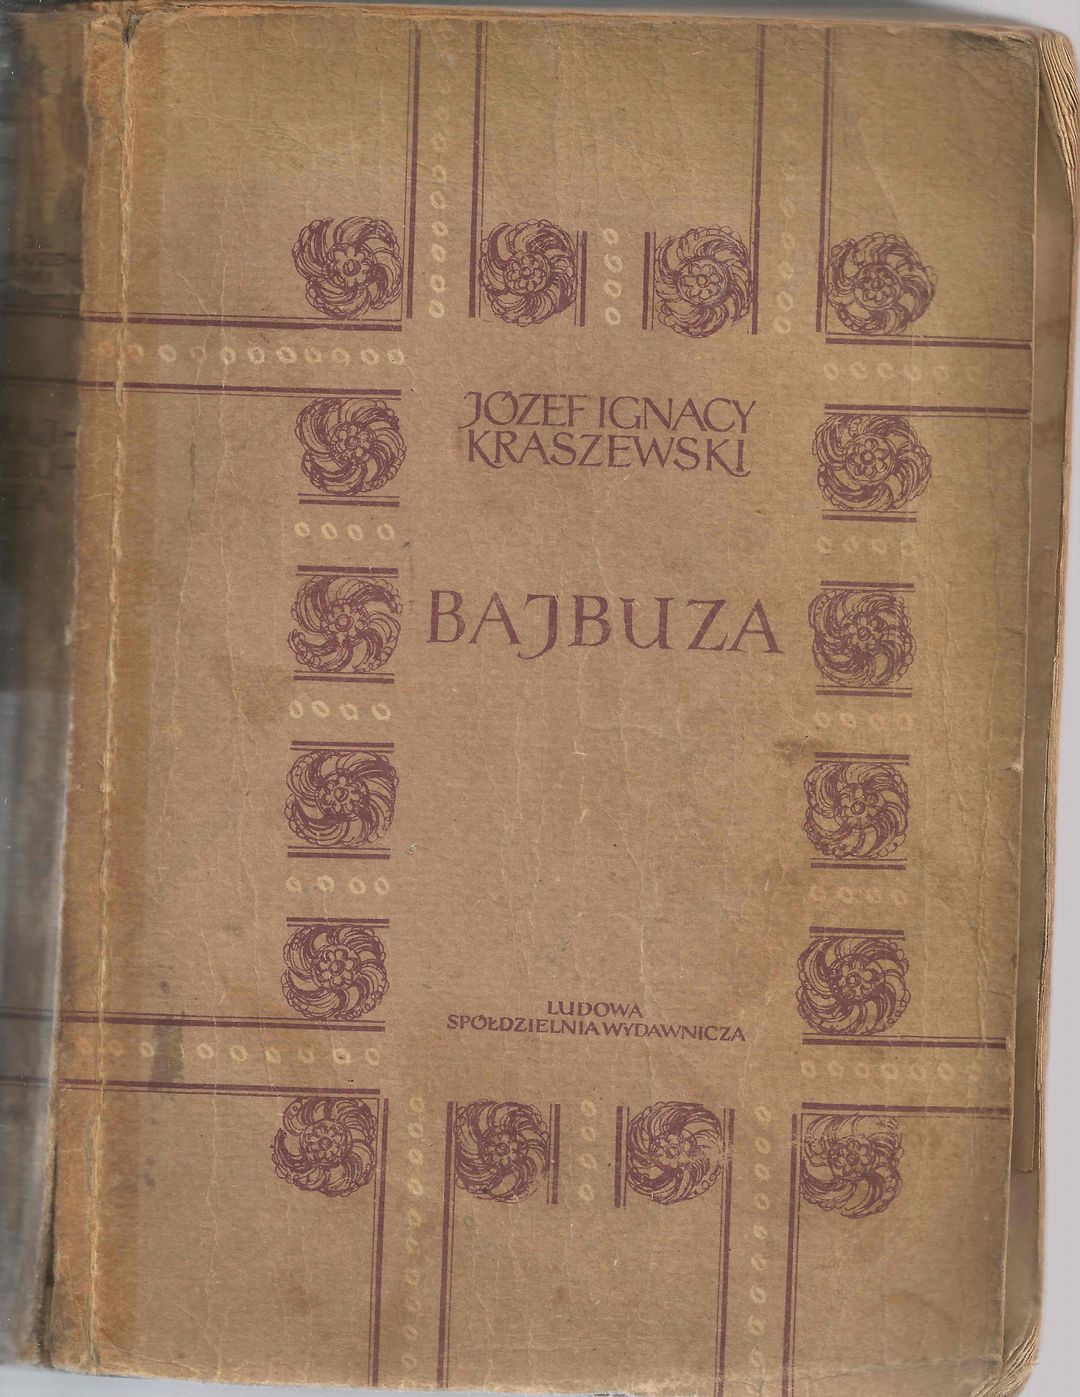 JÓZEF IGNACY
KRASZEWSKI
BAJBUZA
LUDOWA
SPÓŁDZIELNIA WYDAWNICZA